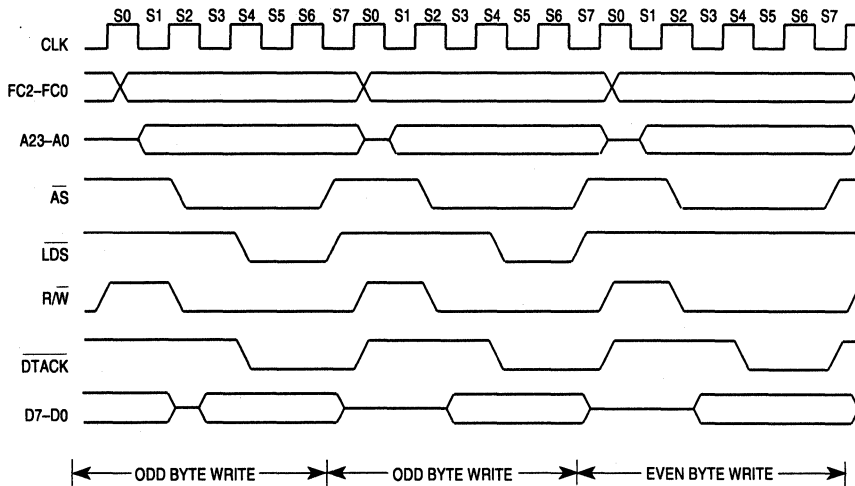 S0 S1 S2 S3 S4 S5 S6 S7 S0 S1 S2 S3 S4 S5 S6 S7 S0 S1 S2 S3 S4 S5 S6 S7
CLK
FC2–FC0
A23–A0
AS
LDS
R/W
DTACK
D7–D0
ODD BYTE WRITE ODD BYTE WRITE EVEN BYTE WRITE